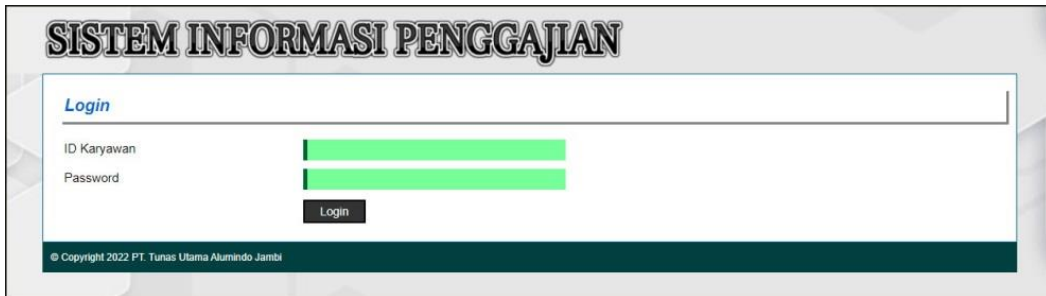 SISTEM INFORMASI PENGGAJIAN
Login
ID Karyawan
Password
Login
© Copyright 2022 PT. Tunas Utama Alumindo Jambi